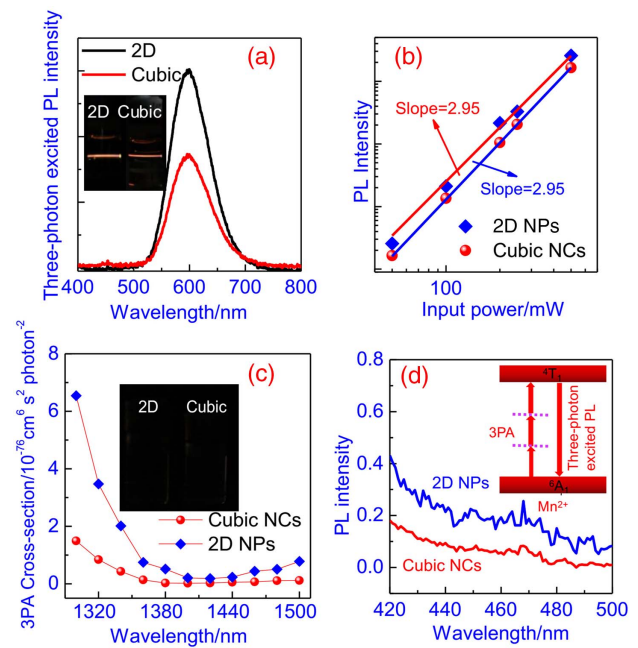 (a)
2D
Cubic
2D Cubic
Three-photon excited PL intensity
400 500 600 700 800
Wavelength/nm
(b)
Slope=2.95
Slope=2.95
2D NPs
Cubic NCs
PL Intensity
100
Input power/mW
(c)
2D Cubic
Cubic NCs
2D NPs
3PA Cross-section/10⁻⁷⁶cm⁶ s² photon⁻²
8
6
4
2
0
1320 1380 1440 1500
Wavelength/nm
(d)
⁴T₁
3PA
Three-photon
excited PL
⁶A₁
Mn²⁺
2D NPs
Cubic NCs
PL intensity
0.8
0.6
0.4
0.2
0.0
420 440 460 480 500
Wavelength/nm